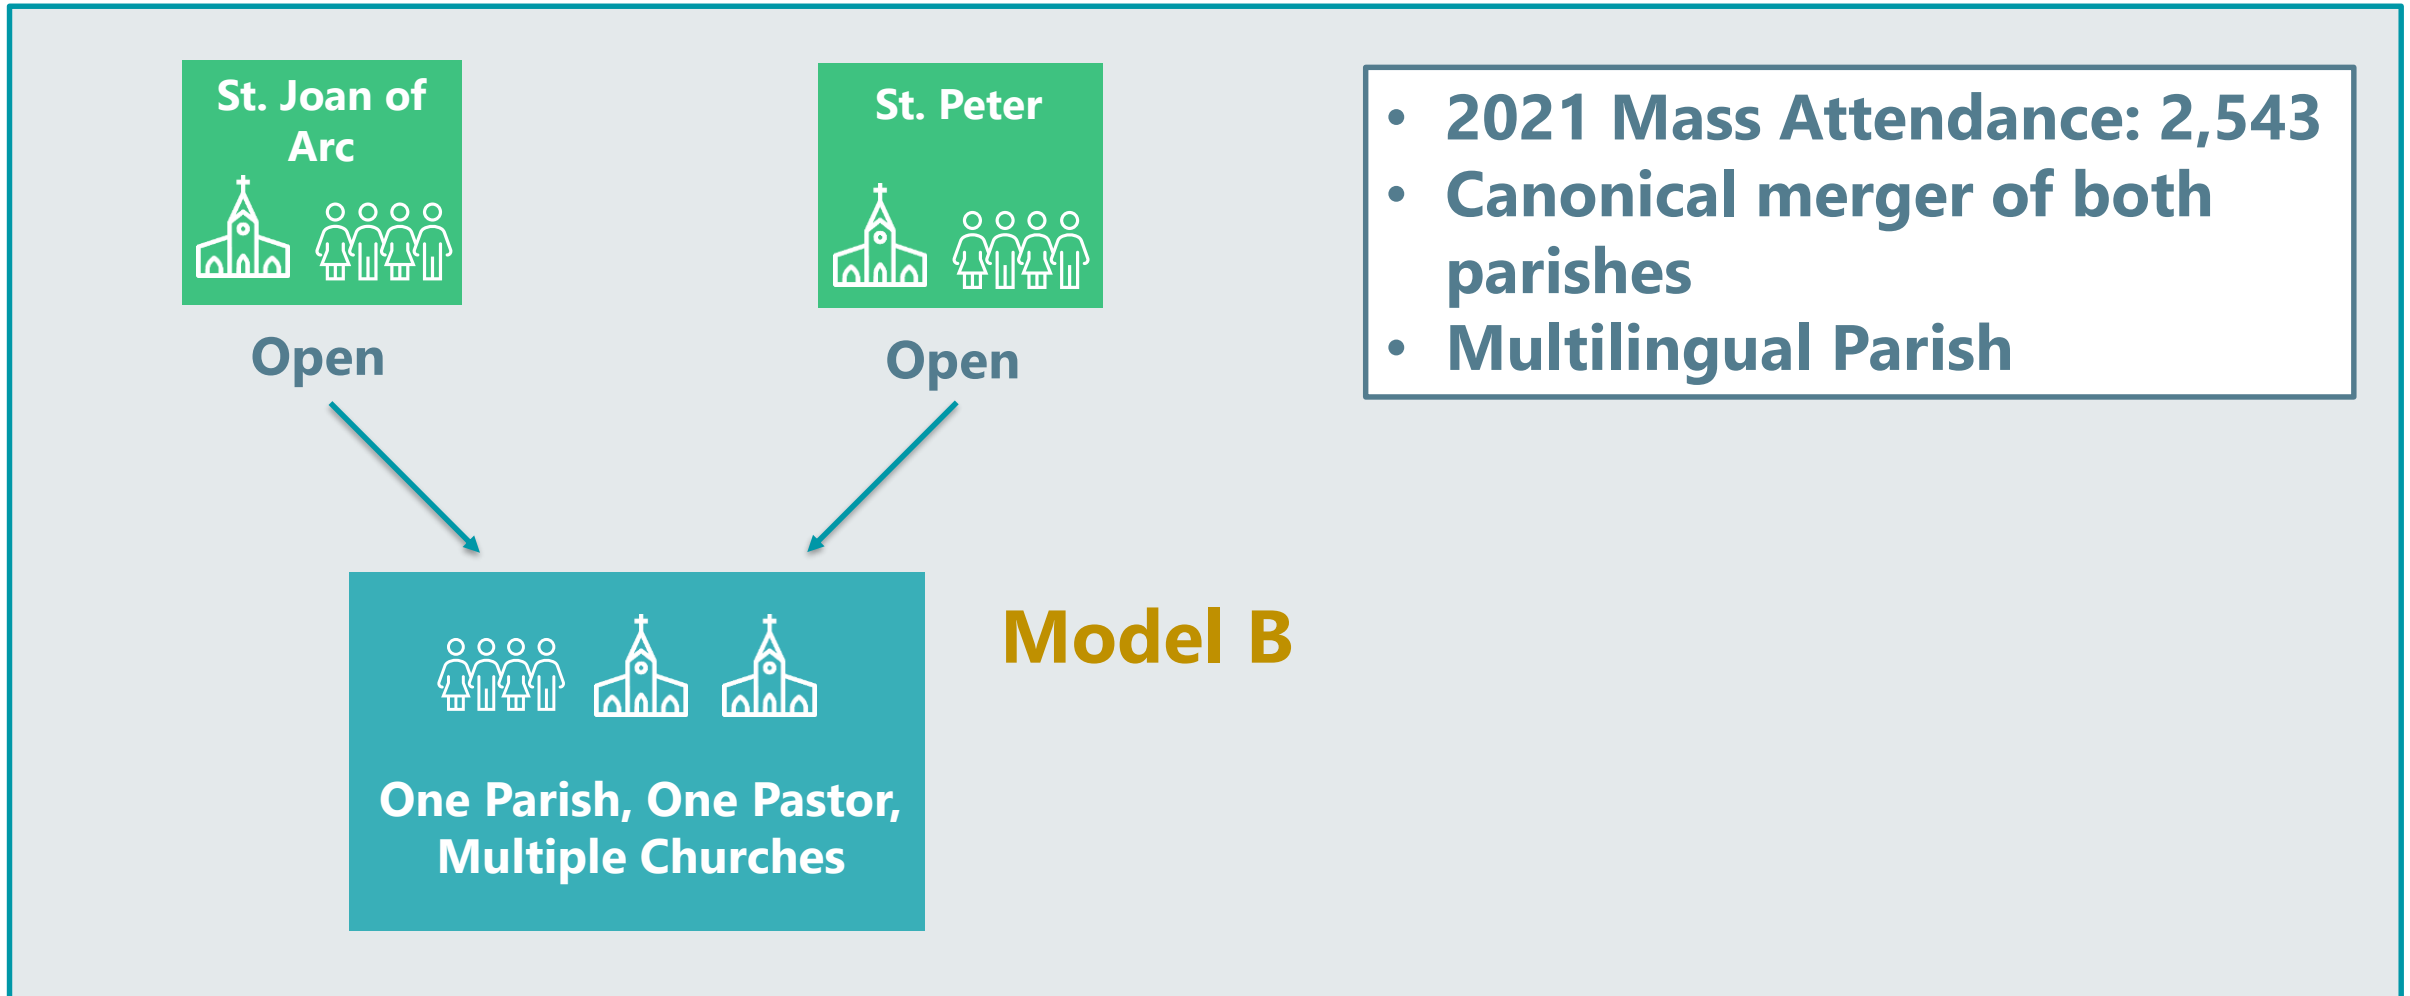 St. Joan of
Arc
Open
St. Peter
Open
• 2021 Mass Attendance: 2,543
• Canonical merger of both
parishes
• Multilingual Parish
One Parish, One Pastor,
Multiple Churches
Model B